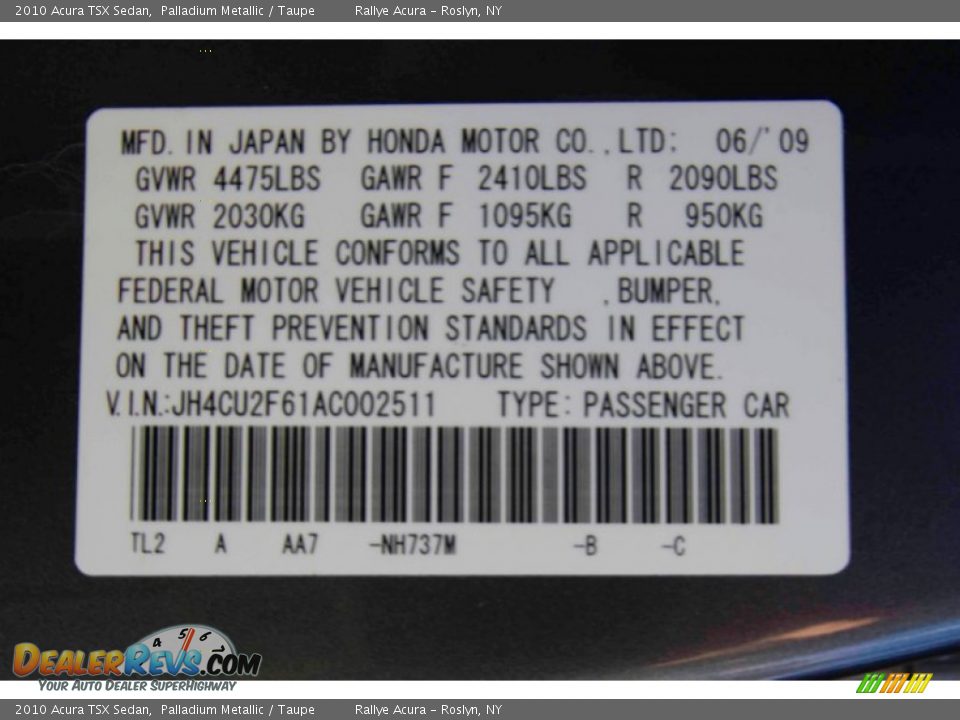 2010 Acura TSX Sedan, Palladium Metallic / Taupe Rallye Acura – Roslyn, NY
MFD. IN JAPAN BY HONDA MOTOR CO.,LTD: 06/'09
GVWR 4475LBS GAWR F 2410LBS R 2090LBS
GVWR 2030KG GAWR F 1095KG R 950KG
THIS VEHICLE CONFORMS TO ALL APPLICABLE
FEDERAL MOTOR VEHICLE SAFETY ,BUMPER,
AND THEFT PREVENTION STANDARDS IN EFFECT
ON THE DATE OF MANUFACTURE SHOWN ABOVE.
V.I.N.:JH4CU2F61AC002511 TYPE: PASSENGER CAR
TL2 A AA7 -NH737M -B -C
4 5 6
DEALERREVS.COM
YOUR AUTO DEALER SUPERHIGHWAY
2010 Acura TSX Sedan, Palladium Metallic / Taupe Rallye Acura – Roslyn, NY